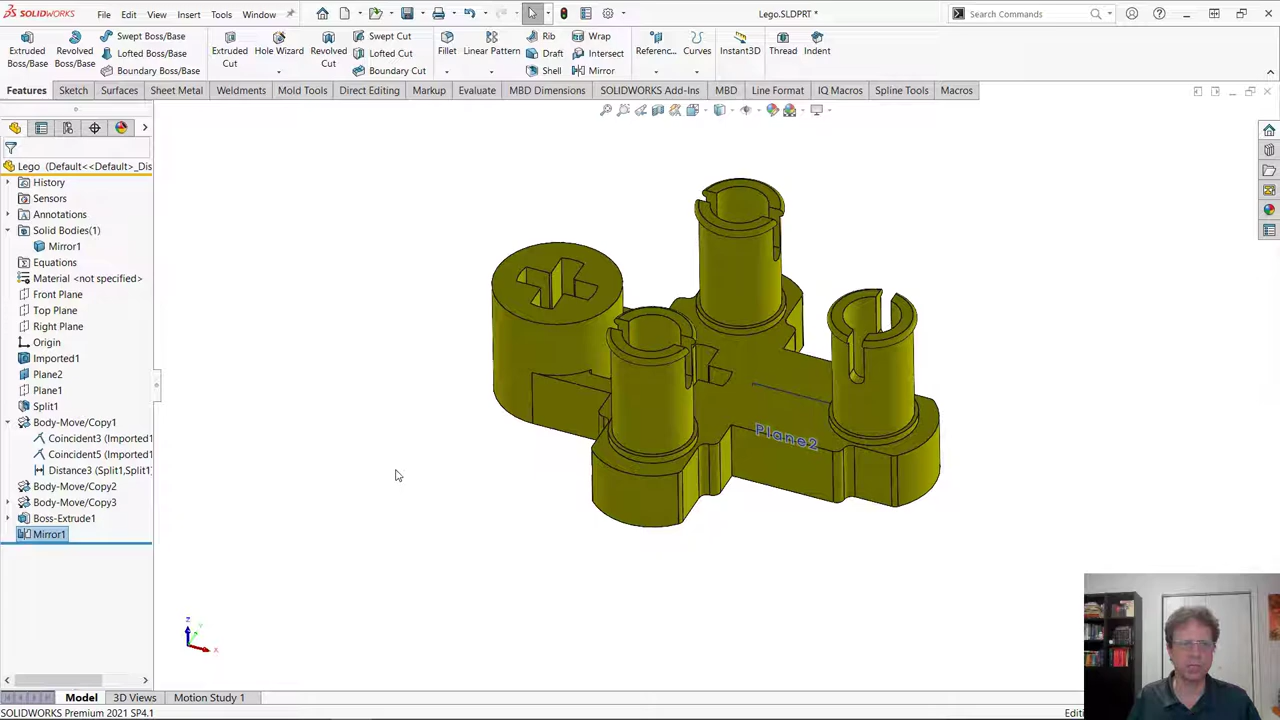 SOLIDWORKS
File Edit View Insert Tools Window
Lego.SLDPRT *
Search Commands
Extruded Boss/Base
Revolved Boss/Base
Swept Boss/Base
Lofted Boss/Base
Boundary Boss/Base
Extruded Cut
Hole Wizard
Revolved Cut
Swept Cut
Lofted Cut
Boundary Cut
Fillet
Linear Pattern
Rib
Draft
Shell
Wrap
Intersect
Mirror
Referenc...
Curves
Instant3D
Thread
Indent
Features Sketch Surfaces Sheet Metal Weldments Mold Tools Direct Editing Markup Evaluate MBD Dimensions SOLIDWORKS Add-Ins MBD Line Format IQ Macros Spline Tools Macros
Lego (Default<<Default>_Dis
History
Sensors
Annotations
Solid Bodies(1)
Mirror1
Equations
Material <not specified>
Front Plane
Top Plane
Right Plane
Origin
Imported1
Plane2
Plane1
Split1
Body-Move/Copy1
Coincident3 (Imported1
Coincident5 (Imported1
Distance3 (Split1,Split1
Body-Move/Copy2
Body-Move/Copy3
Boss-Extrude1
Mirror1
Plane2
Z
Y
X
Model 3D Views Motion Study 1
SOLIDWORKS Premium 2021 SP4.1
Editi